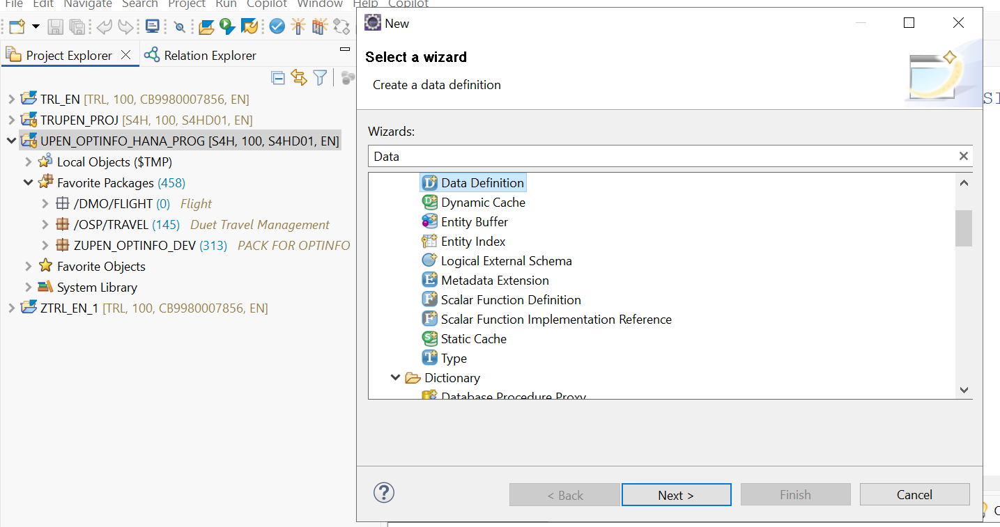 File Edit Navigate Search Project Run Copilot Window Help Copilot
Project Explorer
Relation Explorer
TRL_EN [TRL, 100, CB9980007856, EN]
TRUPEN_PROJ [S4H, 100, S4HD01, EN]
UPEN_OPTINFO_HANA_PROG [S4H, 100, S4HD01, EN]
Local Objects ($TMP)
Favorite Packages (458)
/DMO/FLIGHT (0) Flight
/OSP/TRAVEL (145) Duet Travel Management
ZUPEN_OPTINFO_DEV (313) PACK FOR OPTINFO
Favorite Objects
System Library
ZTRL_EN_1 [TRL, 100, CB9980007856, EN]
New
Select a wizard
Create a data definition
Wizards:
Data
Data Definition
Dynamic Cache
Entity Buffer
Entity Index
Logical External Schema
Metadata Extension
Scalar Function Definition
Scalar Function Implementation Reference
Static Cache
Type
Dictionary
Database Procedure Proxy
< Back
Next >
Finish
Cancel